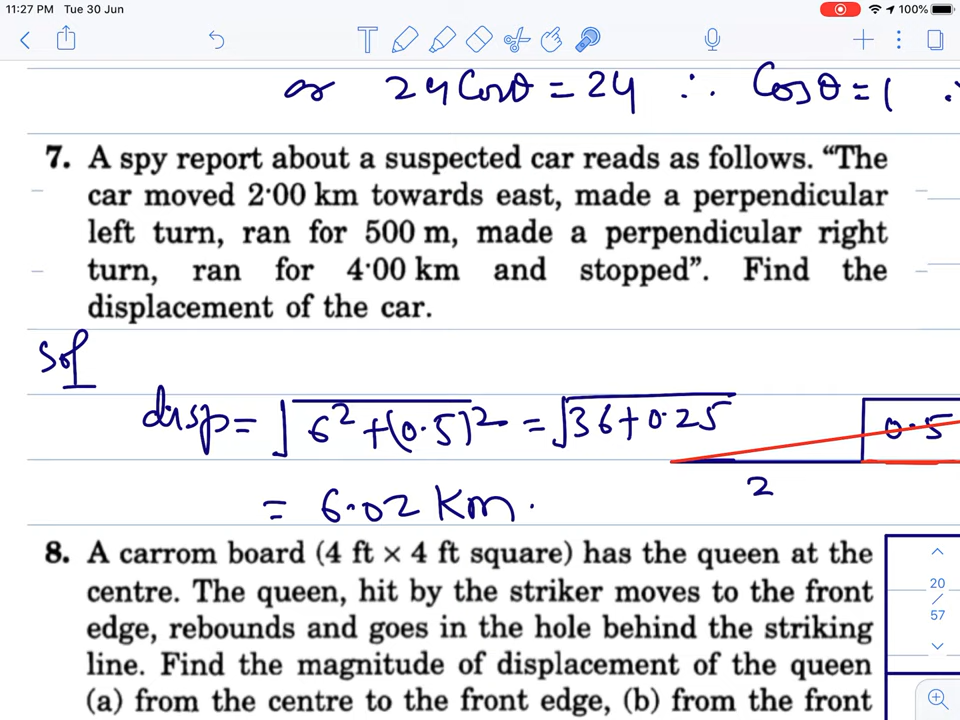 11:27 PM Tue 30 Jun 100%
or 24 Cosθ = 24 ∴ Cosθ = 1
7. A spy report about a suspected car reads as follows. “The
car moved 2·00 km towards east, made a perpendicular
left turn, ran for 500 m, made a perpendicular right
turn, ran for 4·00 km and stopped”. Find the
displacement of the car.
Sol
disp = √6² + (0.5)² = √36 + 0.25
0.5
2
= 6.02 Km.
8. A carrom board (4 ft × 4 ft square) has the queen at the
centre. The queen, hit by the striker moves to the front
edge, rebounds and goes in the hole behind the striking
line. Find the magnitude of displacement of the queen
(a) from the centre to the front edge, (b) from the front
20
/
57